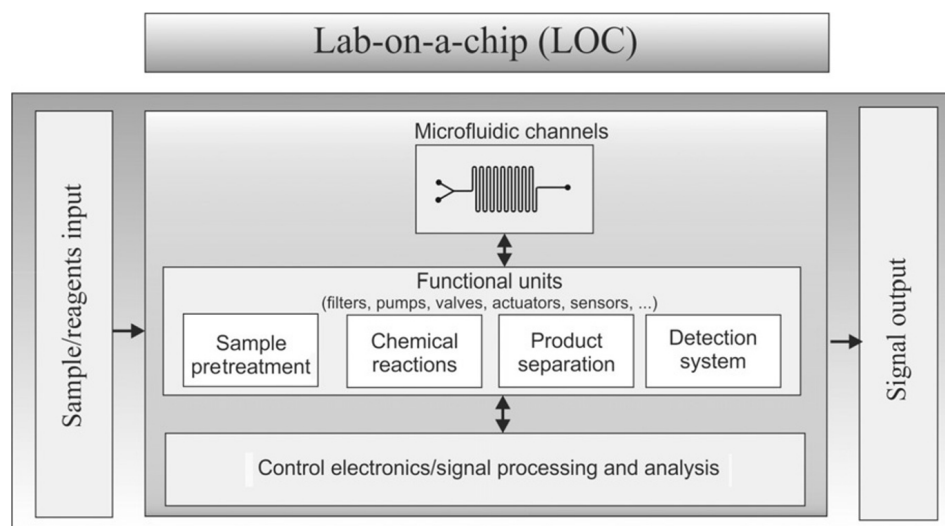 Lab-on-a-chip (LOC)
Sample/reagents input
Microfluidic channels
Functional units
(filters, pumps, valves, actuators, sensors, ...)
Sample
pretreatment
Chemical
reactions
Product
separation
Detection
system
Control electronics/signal processing and analysis
Signal output